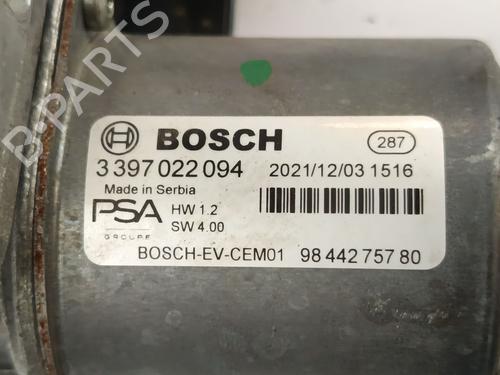 BOSCH 287
3 397 022 094 2021/12/03 1516
Made in Serbia
PSA HW 1.2
GROUPE SW 4.00
BOSCH-EV-CEM01 98 442 757 80
B-PARTS